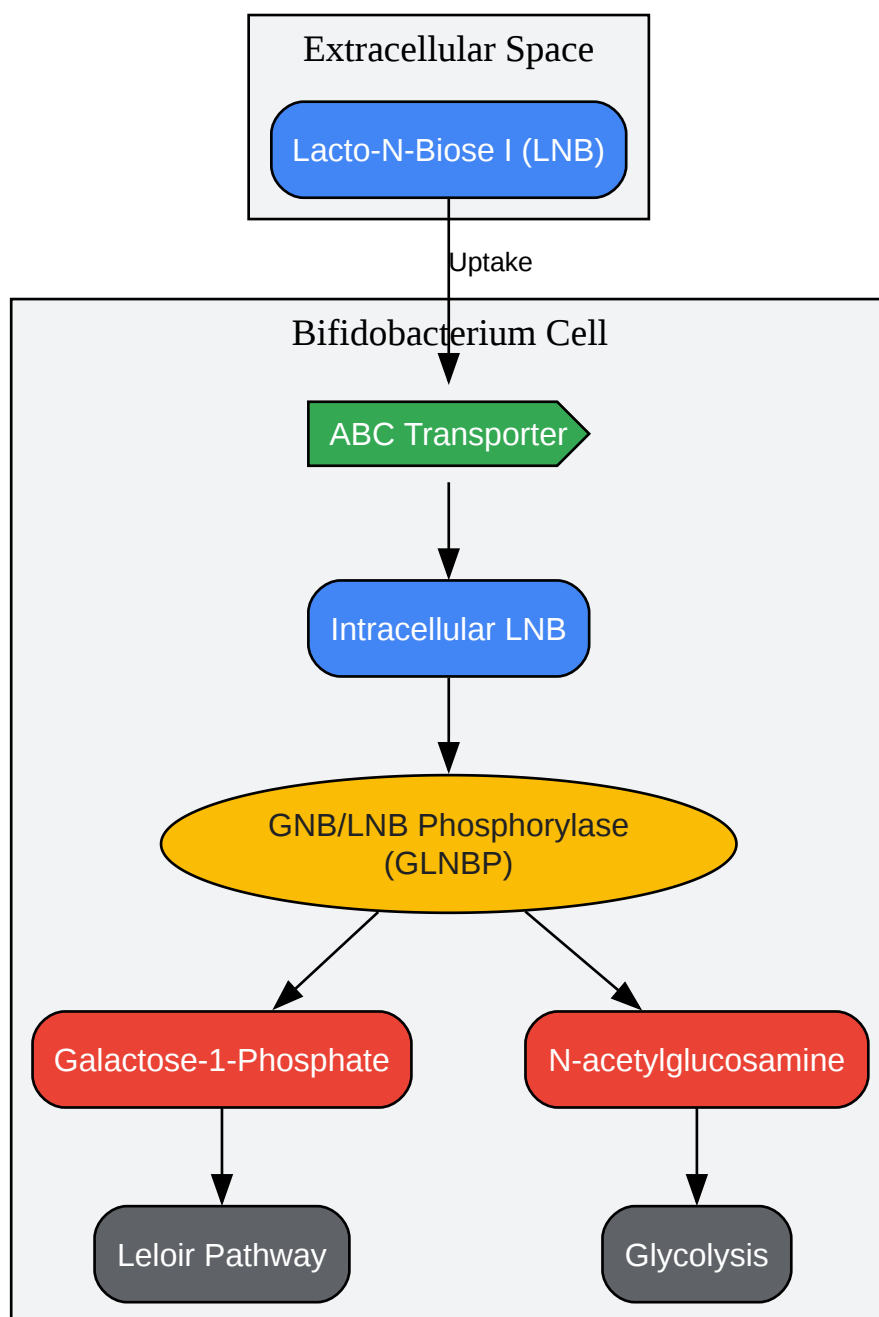 Extracellular Space
Lacto-N-Biose I (LNB)
Uptake
Bifidobacterium Cell
ABC Transporter
Intracellular LNB
GNB/LNB Phosphorylase
(GLNBP)
Galactose-1-Phosphate
N-acetylglucosamine
Leloir Pathway
Glycolysis